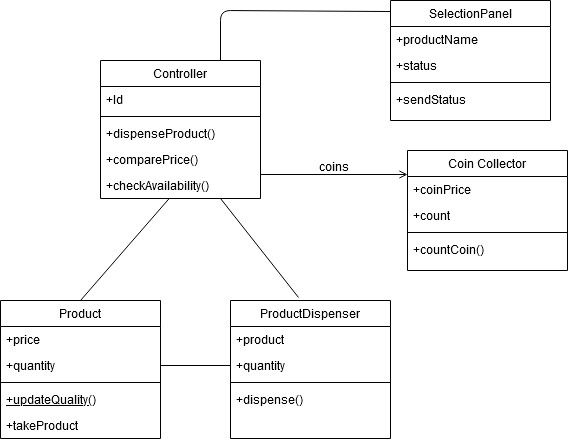 SelectionPanel
+productName
+status
+sendStatus
Controller
+Id
+dispenseProduct()
+comparePrice()
+checkAvailability()
coins
Coin Collector
+coinPrice
+count
+countCoin()
Product
+price
+quantity
+updateQuality()
+takeProduct
ProductDispenser
+product
+quantity
+dispense()